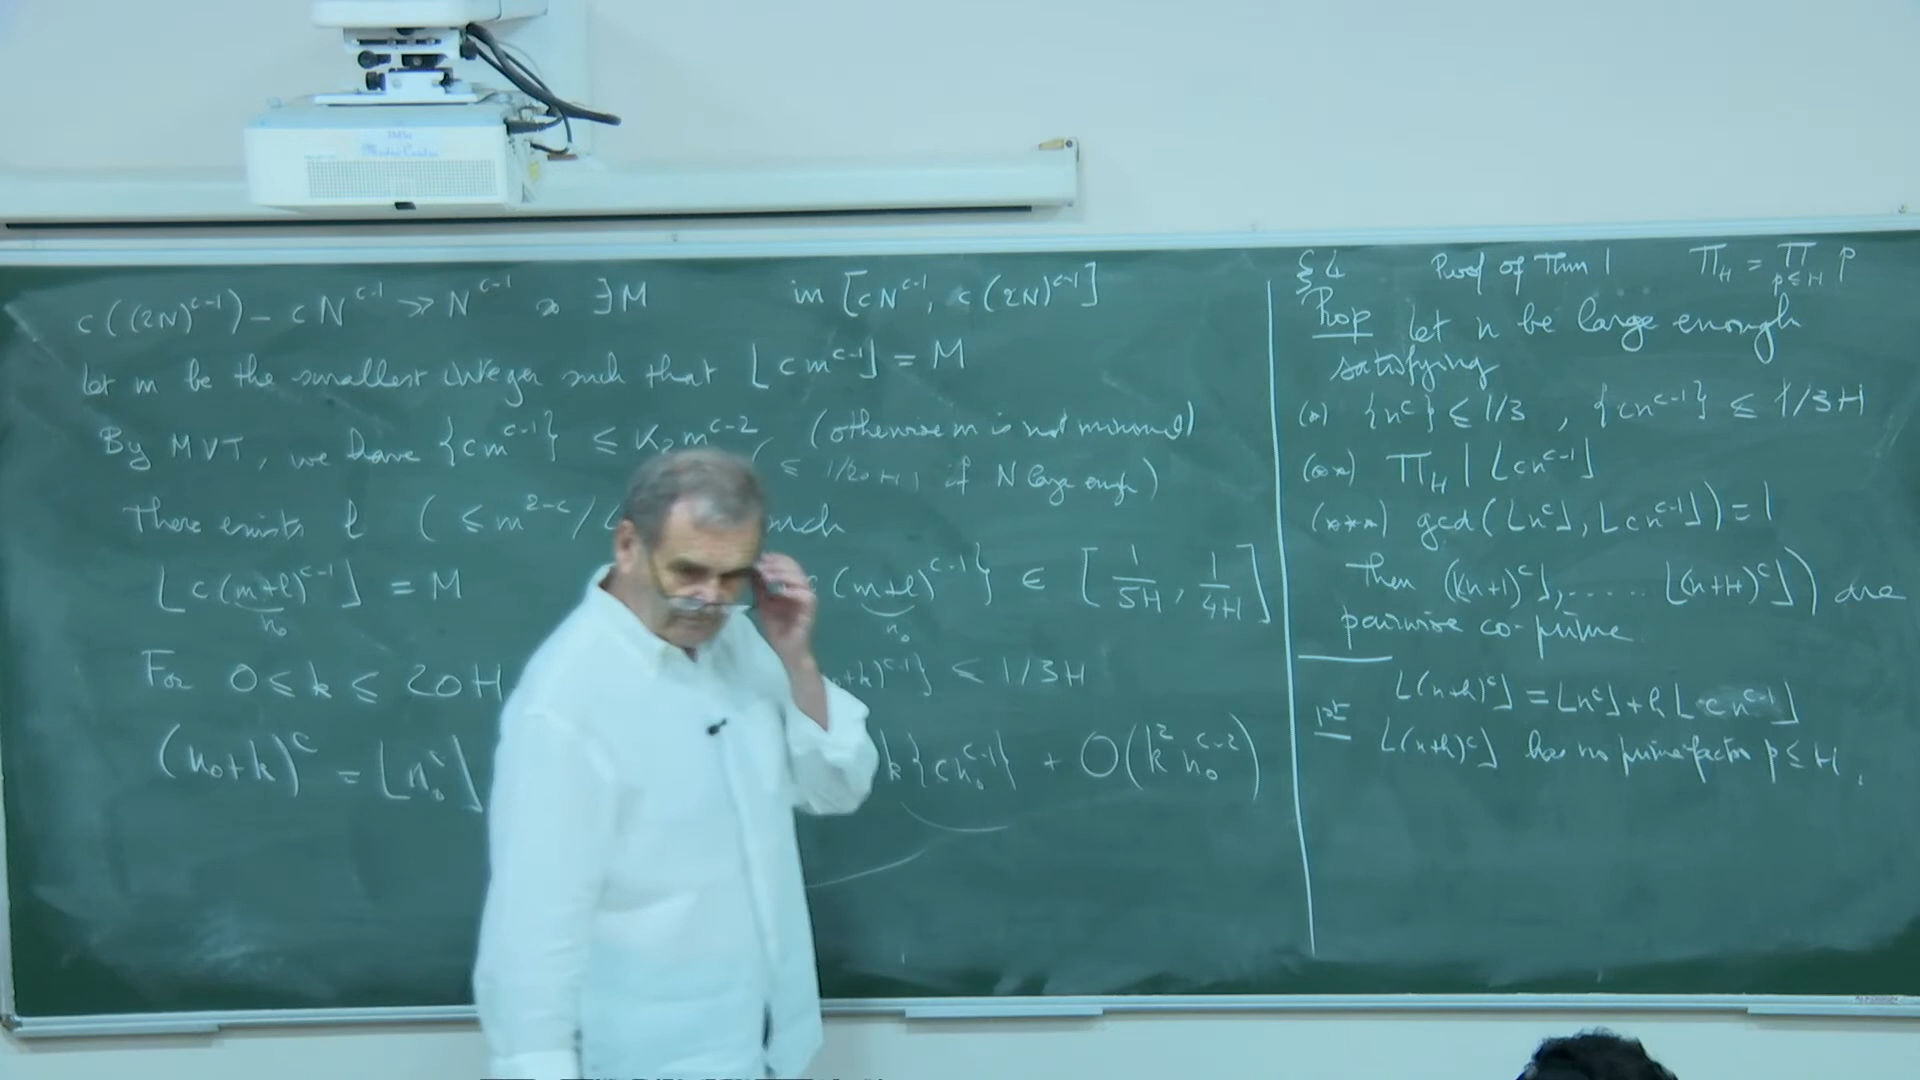 c((2N)^{c-1}) - cN^{c-1} ≫ N^{c-1} so ∃M in [cN^{c-1}, c(2N)^{c-1}]
let m be the smallest integer such that ⌊cm^{c-1}⌋ = M
By MVT, we have {cm^{c-1}} ≤ K_2 m^{c-2} (otherwise m is not minimal)
(≤ 1/20H, if N large enough)
There exists l (≤ m^{2-c}/ such
⌊c(m+l)^{c-1}⌋ = M (m+l)^{c-1}} ∈ [1/5H, 1/4H]
n_0 n_0
For 0 ≤ k ≤ 20H +k)^{c-1}} ≤ 1/3H
(n_0+k)^c = ⌊n_0^c⌋ k{cn_0^{c-1}} + O(k^2 n_0^{c-2})
§4 Proof of Thm 1 Π_H = Π_{p≤H} p
Prop let n be large enough
satisfying
(*) {n^c} ≤ 1/3 , {cn^{c-1}} ≤ 1/3H
(**) Π_H | ⌊cn^{c-1}⌋
(***) gcd(⌊n^c⌋, ⌊cn^{c-1}⌋) = 1
Then (⌊(n+1)^c⌋, ..... ⌊(n+H)^c⌋) are
pairwise co-prime
⌊(n+h)^c⌋ = ⌊n^c⌋ + h⌊cn^{c-1}⌋
⌊(n+h)^c⌋ has no prime factor p ≤ H.